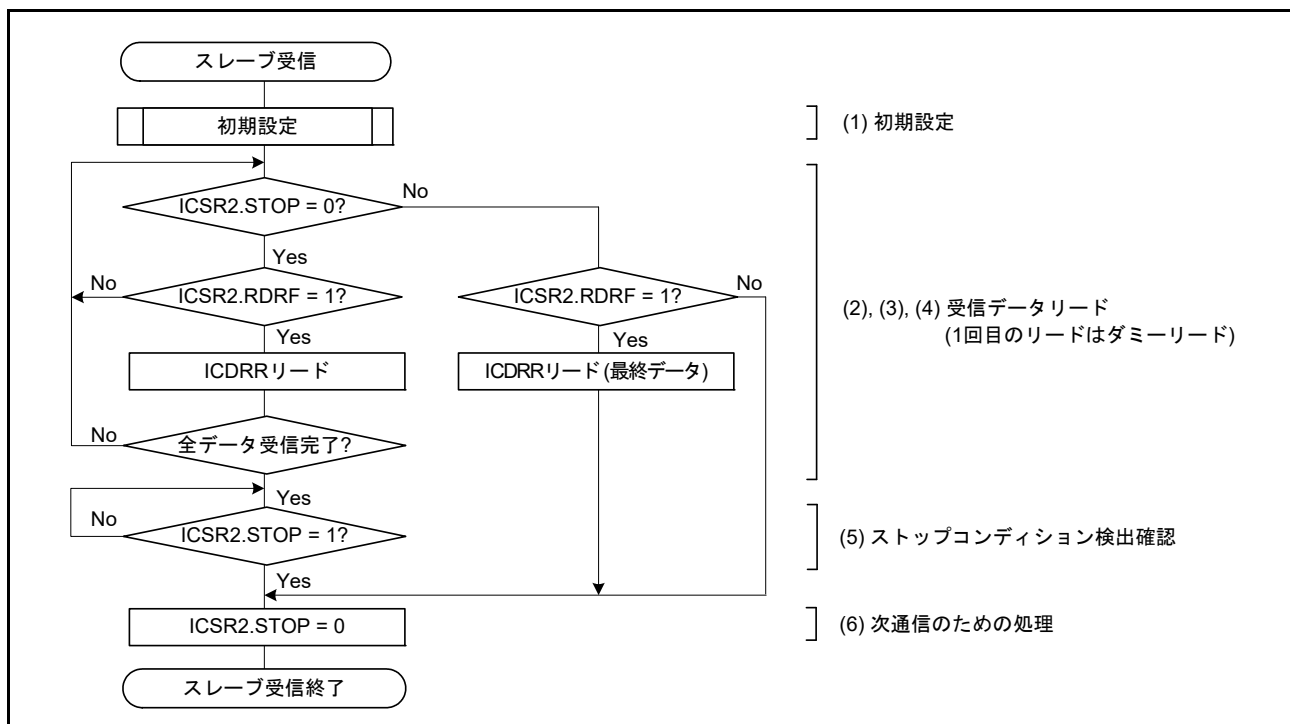 スレーブ受信
初期設定
(1) 初期設定
ICSR2.STOP = 0?
No
Yes
No
ICSR2.RDRF = 1?
ICSR2.RDRF = 1?
No
Yes
Yes
(2), (3), (4) 受信データリード
(1回目のリードはダミーリード)
ICDRRリード
ICDRRリード (最終データ)
No
全データ受信完了?
Yes
No
ICSR2.STOP = 1?
(5) ストップコンディション検出確認
Yes
ICSR2.STOP = 0
(6) 次通信のための処理
スレーブ受信終了